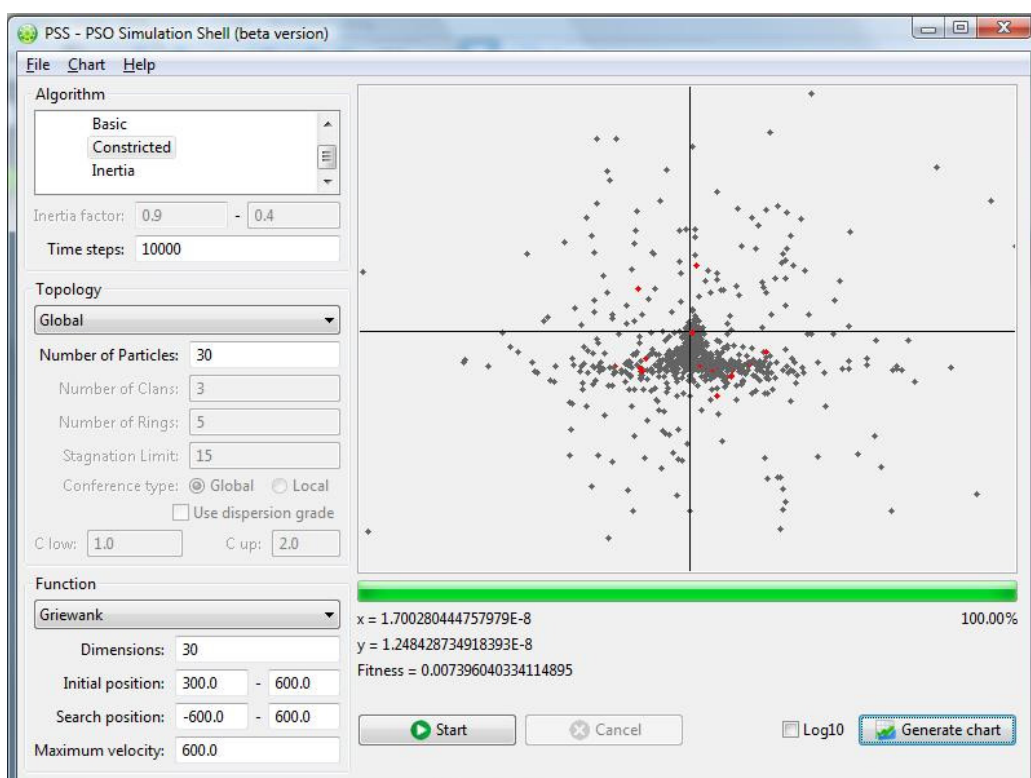 PSS - PSO Simulation Shell (beta version)
File Chart Help
Algorithm
Basic
Constricted
Inertia
Inertia factor: 0.9 - 0.4
Time steps: 10000
Topology
Global
Number of Particles: 30
Number of Clans: 3
Number of Rings: 5
Stagnation Limit: 15
Conference type: Global Local
Use dispersion grade
C low: 1.0 C up: 2.0
Function
Griewank
Dimensions: 30
Initial position: 300.0 - 600.0
Search position: -600.0 - 600.0
Maximum velocity: 600.0
x = 1.700280444757979E-8 100.00%
y = 1.248428734918393E-8
Fitness = 0.007396040334114895
Start Cancel Log10 Generate chart